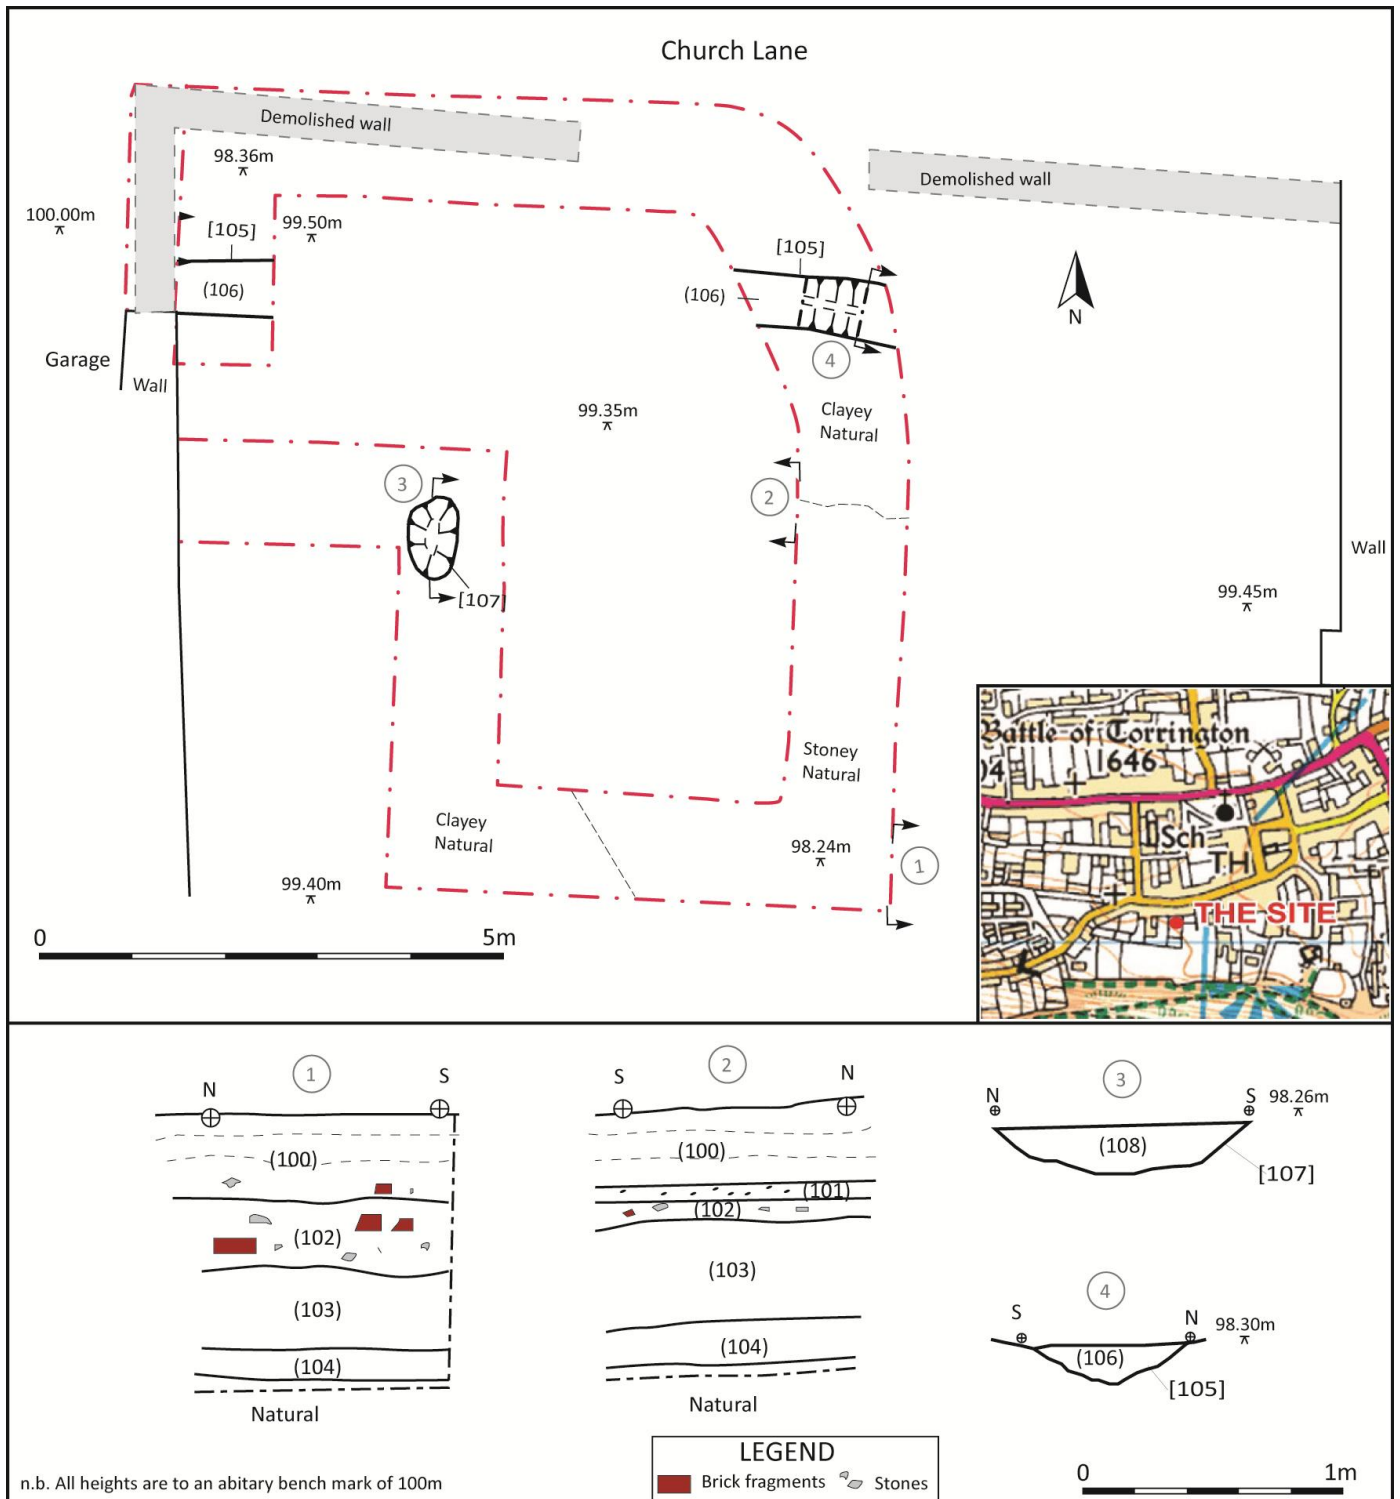 Church Lane
Demolished wall
98.36m
Demolished wall
100.00m
[105]
99.50m
[105]
(106)
(106)
N
Garage
Wall
4
99.35m
Clayey
Natural
3
2
Wall
[107]
99.45m
Stoney
Natural
Clayey
Natural
98.24m
1
99.40m
0
5m
Battle of Torrington
1646
04
Sch
TH
THE SITE
1
N
S
(100)
(102)
(103)
(104)
Natural
2
S
N
(100)
(101)
(102)
(103)
(104)
Natural
3
N
S
98.26m
(108)
[107]
4
S
N
98.30m
(106)
[105]
LEGEND
Brick fragments
Stones
n.b. All heights are to an abitary bench mark of 100m
0
1m